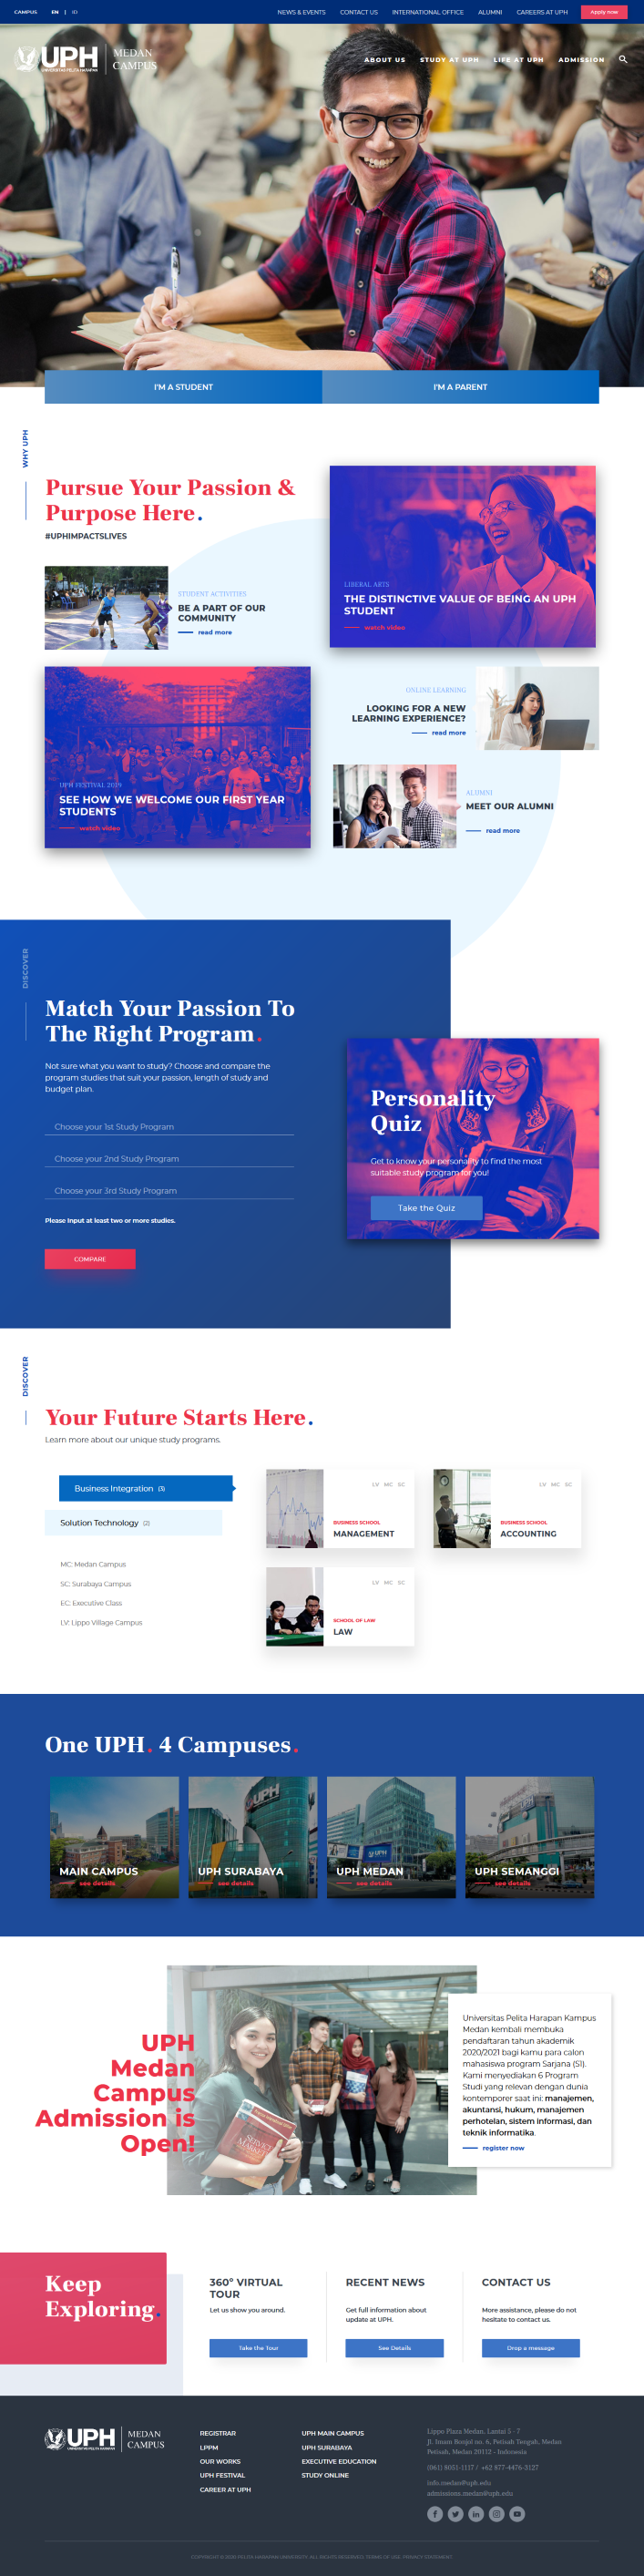 CAMPUS EN | ID NEWS & EVENTS CONTACT US INTERNATIONAL OFFICE ALUMNI CAREERS AT UPH Apply now
UPH MEDAN
UNIVERSITAS PELITA HARAPAN CAMPUS
ABOUT US STUDY AT UPH LIFE AT UPH ADMISSION
I'M A STUDENT I'M A PARENT
WHY UPH
Pursue Your Passion &
Purpose Here.
#UPHIMPACTSLIVES
STUDENT ACTIVITIES
BE A PART OF OUR
COMMUNITY
read more
LIBERAL ARTS
THE DISTINCTIVE VALUE OF BEING AN UPH
STUDENT
watch video
UPH FESTIVAL 2019
SEE HOW WE WELCOME OUR FIRST YEAR
STUDENTS
watch video
ONLINE LEARNING
LOOKING FOR A NEW
LEARNING EXPERIENCE?
read more
ALUMNI
MEET OUR ALUMNI
read more
DISCOVER
Match Your Passion To
The Right Program.
Not sure what you want to study? Choose and compare the
program studies that suit your passion, length of study and
budget plan.
Choose your 1st Study Program
Choose your 2nd Study Program
Choose your 3rd Study Program
Please Input at least two or more studies.
COMPARE
Personality
Quiz
Get to know your personality to find the most
suitable study program for you!
Take the Quiz
DISCOVER
Your Future Starts Here.
Learn more about our unique study programs.
Business Integration (3)
Solution Technology (2)
MC: Medan Campus
SC: Surabaya Campus
EC: Executive Class
LV: Lippo Village Campus
LV MC SC
BUSINESS SCHOOL
MANAGEMENT
LV MC SC
BUSINESS SCHOOL
ACCOUNTING
LV MC SC
SCHOOL OF LAW
LAW
One UPH. 4 Campuses.
MAIN CAMPUS
see details
UPH SURABAYA
see details
UPH MEDAN
see details
UPH SEMANGGI
see details
UPH
Medan
Campus
Admission is
Open!
Universitas Pelita Harapan Kampus
Medan kembali membuka
pendaftaran tahun akademik
2020/2021 bagi kamu para calon
mahasiswa program Sarjana (S1).
Kami menyediakan 6 Program
Studi yang relevan dengan dunia
kontemporer saat ini: manajemen,
akuntansi, hukum, manajemen
perhotelan, sistem informasi, dan
teknik informatika.
register now
Keep
Exploring.
360° VIRTUAL
TOUR
Let us show you around.
Take the Tour
RECENT NEWS
Get full information about
update at UPH.
See Details
CONTACT US
More assistance, please do not
hesitate to contact us.
Drop a message
UPH MEDAN
UNIVERSITAS PELITA HARAPAN CAMPUS
REGISTRAR
LPPM
OUR WORKS
UPH FESTIVAL
CAREER AT UPH
UPH MAIN CAMPUS
UPH SURABAYA
EXECUTIVE EDUCATION
STUDY ONLINE
Lippo Plaza Medan, Lantai 5 - 7
Jl. Imam Bonjol no. 6, Petisah Tengah, Medan
Petisah, Medan 20112 - Indonesia
(061) 8051-1117 / +62 877-4476-3127
info.medan@uph.edu
admissions.medan@uph.edu
COPYRIGHT © 2020 PELITA HARAPAN UNIVERSITY. ALL RIGHTS RESERVED. TERMS OF USE. PRIVACY STATEMENT